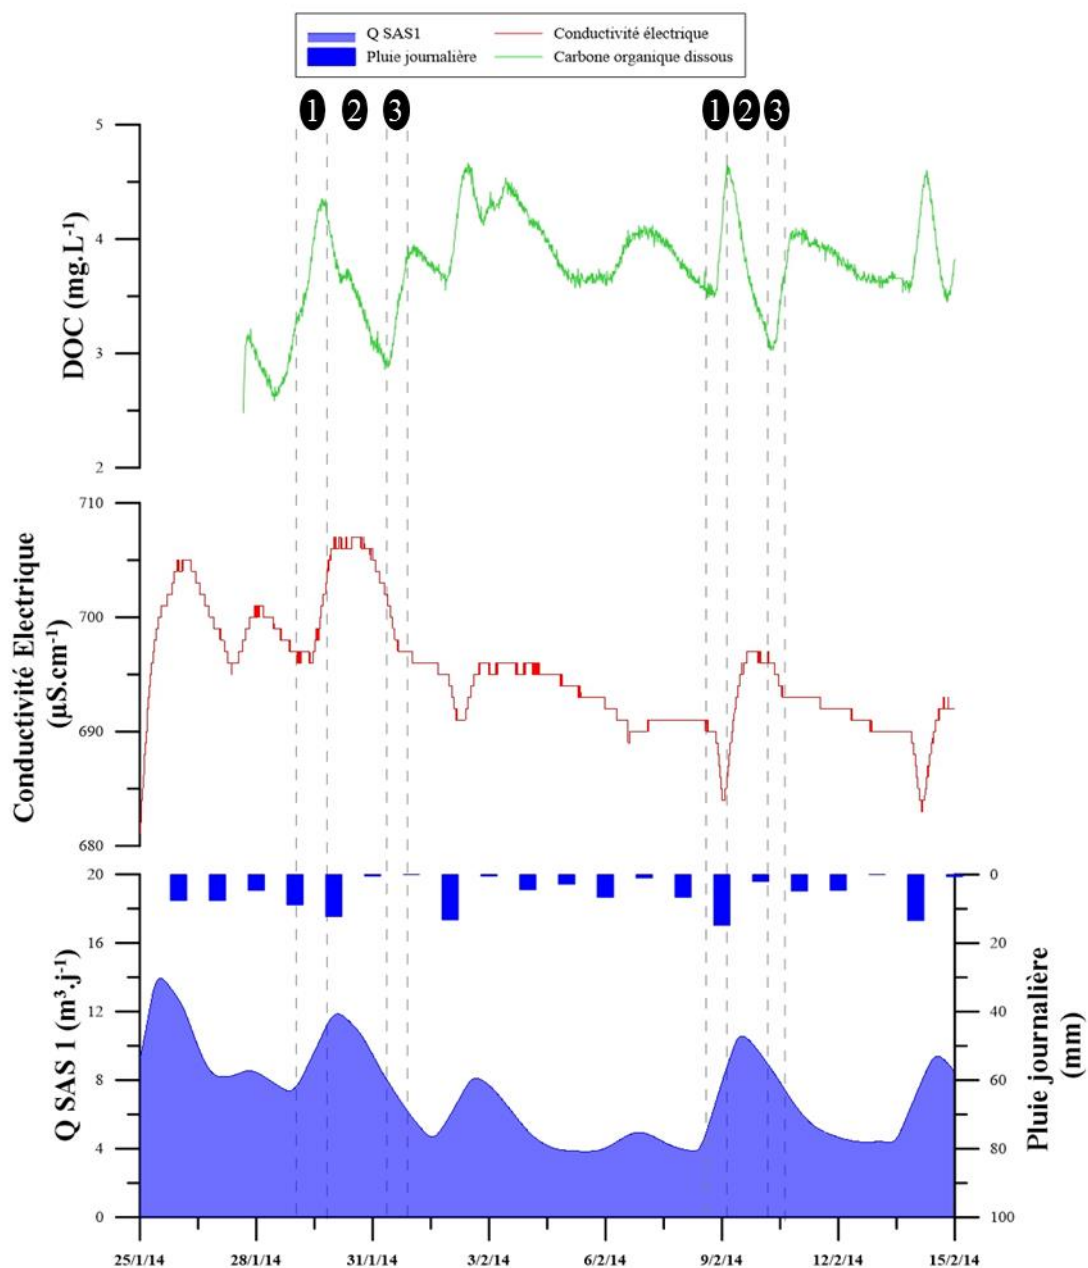 Q SAS1
Conductivité électrique
Pluie journalière
Carbone organique dissous
1 2 3 1 2 3
5
4
3
2
DOC (mg.L⁻¹)
710
700
690
680
Conductivité Electrique
(µS.cm⁻¹)
20
16
12
8
4
0
Q SAS 1 (m³.j⁻¹)
0
20
40
60
80
100
Pluie journalière
(mm)
25/1/14 28/1/14 31/1/14 3/2/14 6/2/14 9/2/14 12/2/14 15/2/14